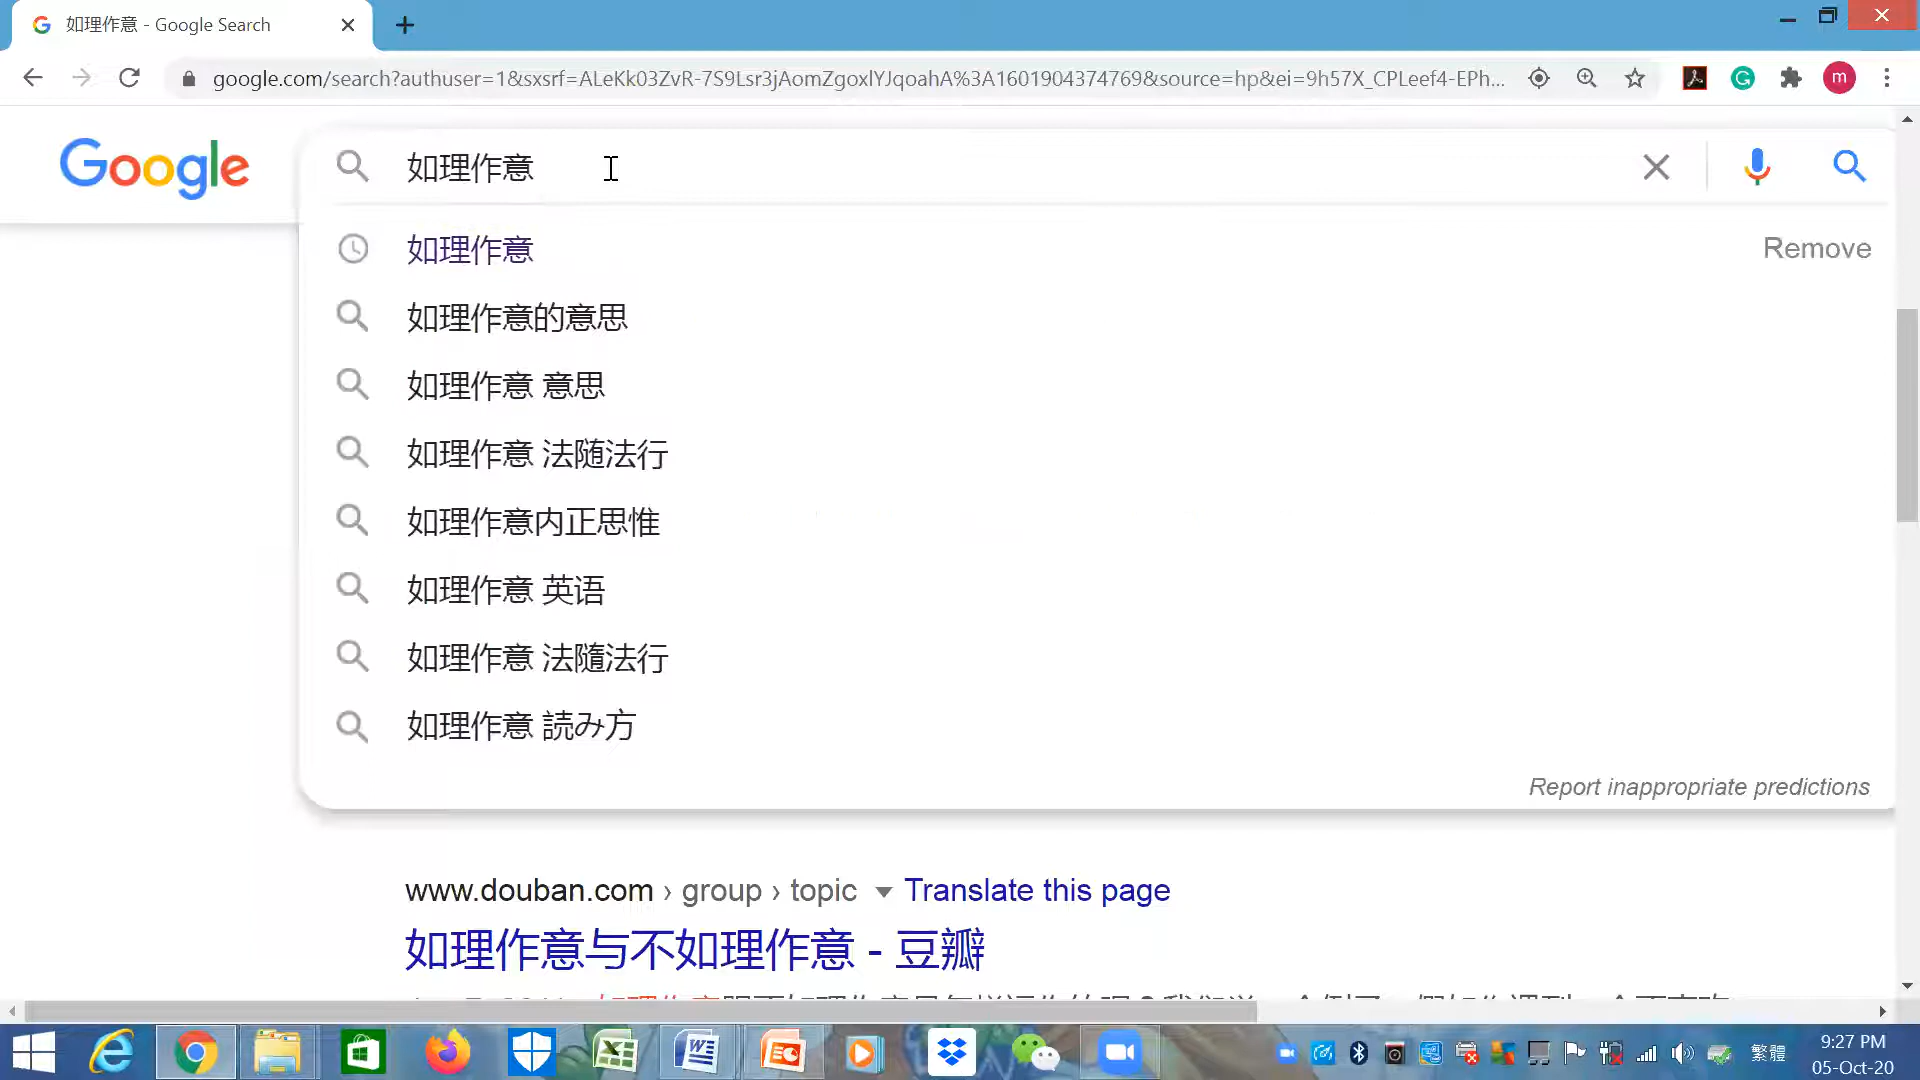 如理作意 - Google Search
google.com/search?authuser=1&sxsrf=ALeKk03ZvR-7S9Lsr3jAomZgoxlYJqoahA%3A1601904374769&source=hp&ei=9h57X_CPLeef4-EPh...
m
Google
如理作意
如理作意
Remove
如理作意的意思
如理作意 意思
如理作意 法随法行
如理作意内正思惟
如理作意 英语
如理作意 法隨法行
如理作意 読み方
Report inappropriate predictions
www.douban.com › group › topic Translate this page
如理作意与不如理作意 - 豆瓣
繁體
9:27 PM
05-Oct-20